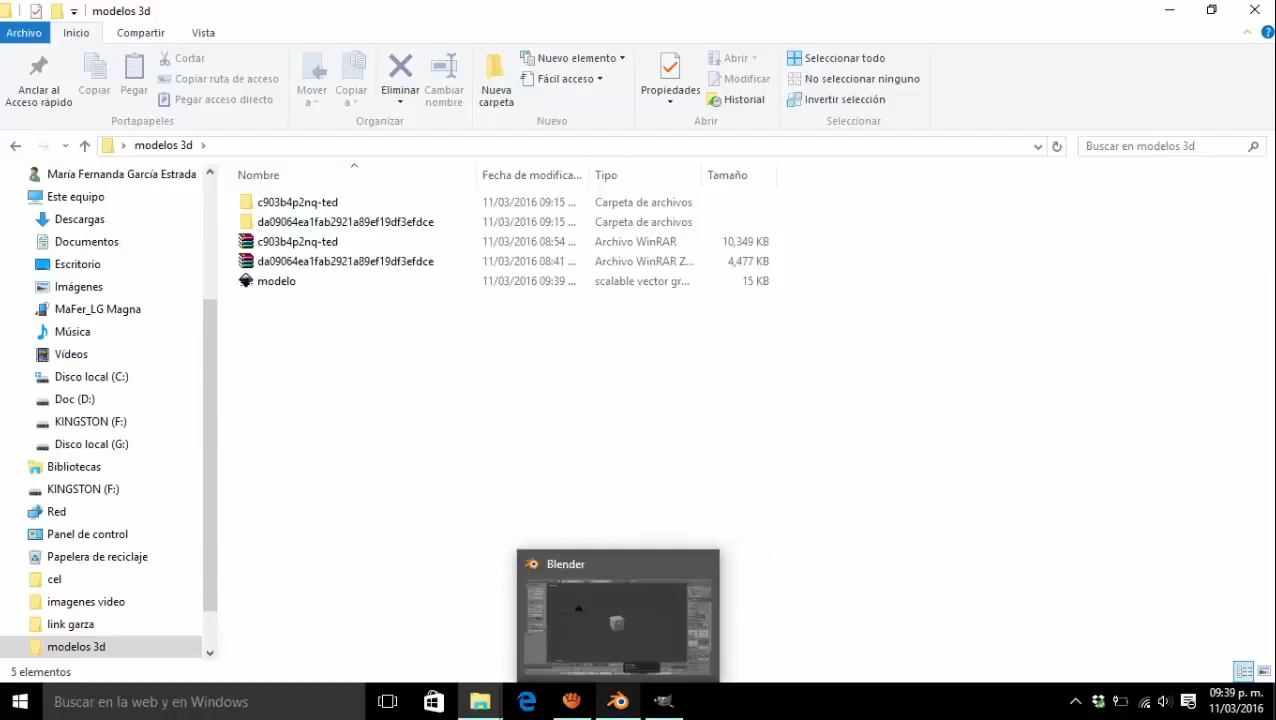 modelos 3d
Archivo Inicio Compartir Vista
Anclar al Acceso rápido
Copiar
Pegar
Cortar
Copiar ruta de acceso
Pegar acceso directo
Portapapeles
Mover a
Copiar a
Eliminar
Cambiar nombre
Organizar
Nueva carpeta
Nuevo elemento
Fácil acceso
Nuevo
Propiedades
Abrir
Modificar
Historial
Abrir
Seleccionar todo
No seleccionar ninguno
Invertir selección
Seleccionar
modelos 3d
Buscar en modelos 3d
María Fernanda García Estrada
Este equipo
Descargas
Documentos
Escritorio
Imágenes
MaFer_LG Magna
Música
Vídeos
Disco local (C:)
Doc (D:)
KINGSTON (F:)
Disco local (G:)
Bibliotecas
KINGSTON (F:)
Red
Panel de control
Papelera de reciclaje
cel
imagenes video
link garza
modelos 3d
Nombre Fecha de modifica... Tipo Tamaño
c903b4p2nq-ted 11/03/2016 09:15 ... Carpeta de archivos
da09064ea1fab2921a89ef19df3efdce 11/03/2016 09:15 ... Carpeta de archivos
c903b4p2nq-ted 11/03/2016 08:54 ... Archivo WinRAR 10,349 KB
da09064ea1fab2921a89ef19df3efdce 11/03/2016 08:41 ... Archivo WinRAR Z... 4,477 KB
modelo 11/03/2016 09:39 ... scalable vector gr... 15 KB
Blender
5 elementos
Buscar en la web y en Windows
09:39 p. m.
11/03/2016